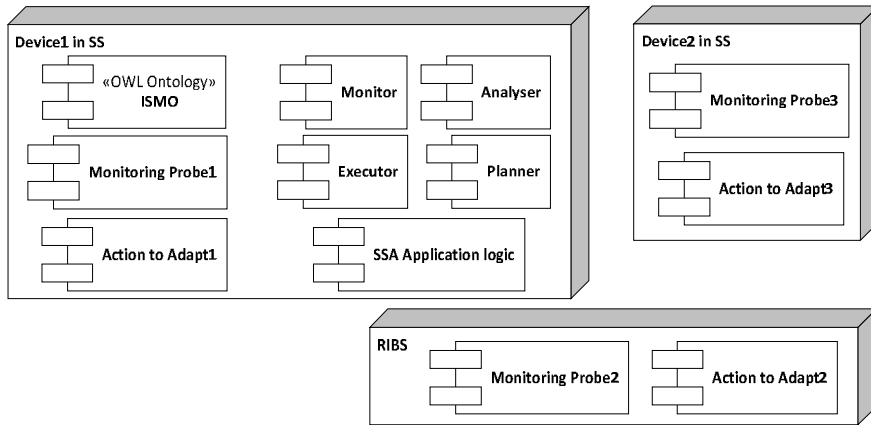 Device1 in SS
«OWL Ontology»
ISMO
Monitor
Analyser
Monitoring Probe1
Executor
Planner
Action to Adapt1
SSA Application logic
Device2 in SS
Monitoring Probe3
Action to Adapt3
RIBS
Monitoring Probe2
Action to Adapt2